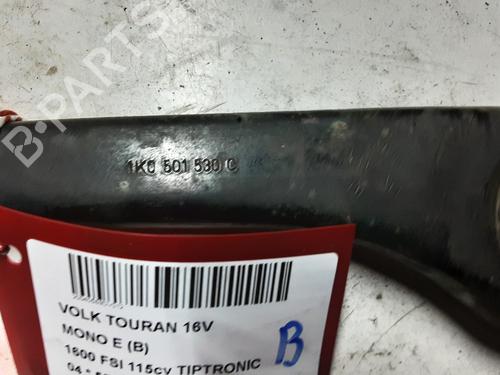 B-PARTS
1K0 501 530 C
VOLK TOURAN 16V
MONO E (B)
1600 FSI 115cv TIPTRONIC
B